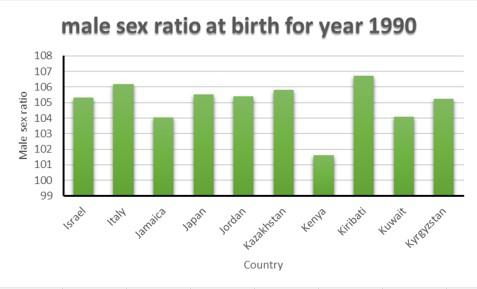 male sex ratio at birth for year 1990
108
107
106
105
104
103
102
101
100
99
Male sex ratio
Israel
Italy
Jamaica
Japan
Jordan
Kazakhstan
Kenya
Kiribati
Kuwait
Kyrgyzstan
Country